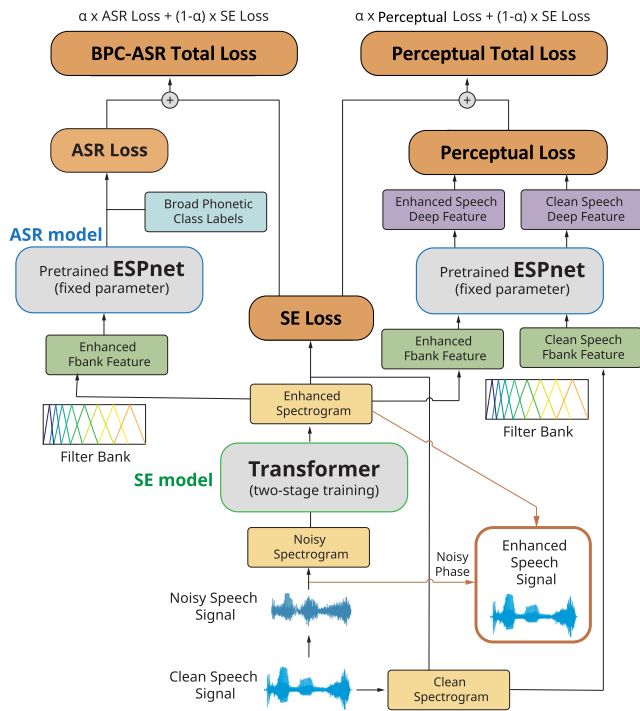 α x ASR Loss + (1-α) x SE Loss
α x Perceptual Loss + (1-α) x SE Loss
BPC-ASR Total Loss
Perceptual Total Loss
+
+
ASR Loss
Perceptual Loss
Broad Phonetic
Class Labels
Enhanced Speech
Deep Feature
Clean Speech
Deep Feature
ASR model
Pretrained ESPnet
(fixed parameter)
Pretrained ESPnet
(fixed parameter)
SE Loss
Enhanced
Fbank Feature
Enhanced
Fbank Feature
Clean Speech
Fbank Feature
Filter Bank
Enhanced
Spectrogram
Filter Bank
SE model
Transformer
(two-stage training)
Noisy
Spectrogram
Noisy
Phase
Enhanced
Speech
Signal
Noisy Speech
Signal
Clean Speech
Signal
Clean
Spectrogram